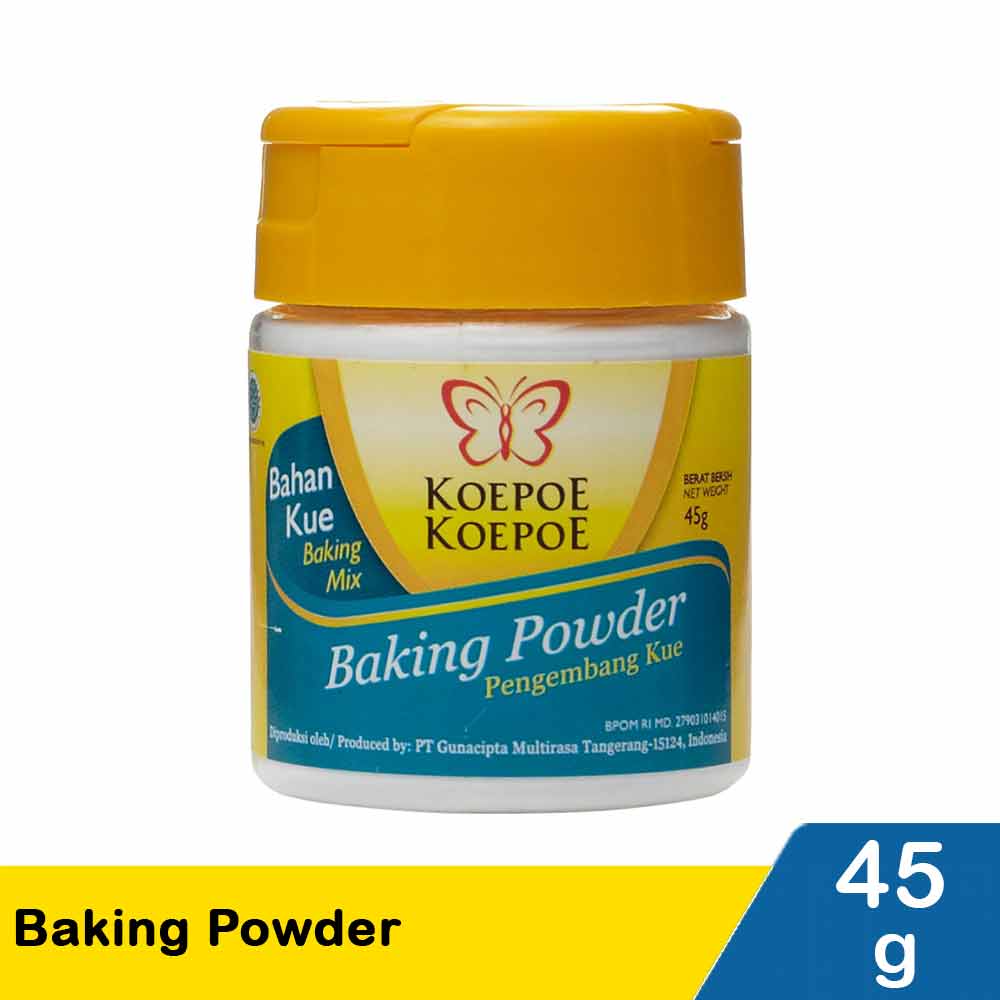 KOEPOE
KOEPOE
Bahan
Kue
Baking
Mix
BERAT BERSIH
NET WEIGHT
45g
Baking Powder
Pengembang Kue
BPOM RI MD. 279031014015
Diproduksi oleh/ Produced by: PT Gunacipta Multirasa Tangerang-15124, Indonesia
Baking Powder
45
g